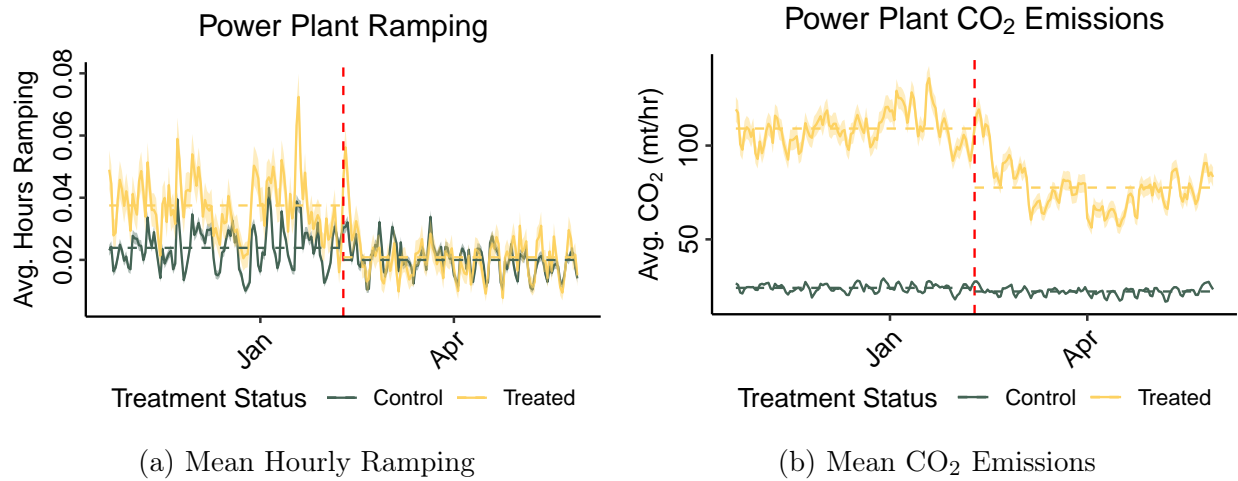 Power Plant Ramping
Avg. Hours Ramping
0.08
0.06
0.04
0.02
Jan
Apr
Treatment Status Control Treated
(a) Mean Hourly Ramping
Power Plant CO₂ Emissions
Avg. CO₂ (mt/hr)
100
50
Jan
Apr
Treatment Status Control Treated
(b) Mean CO₂ Emissions